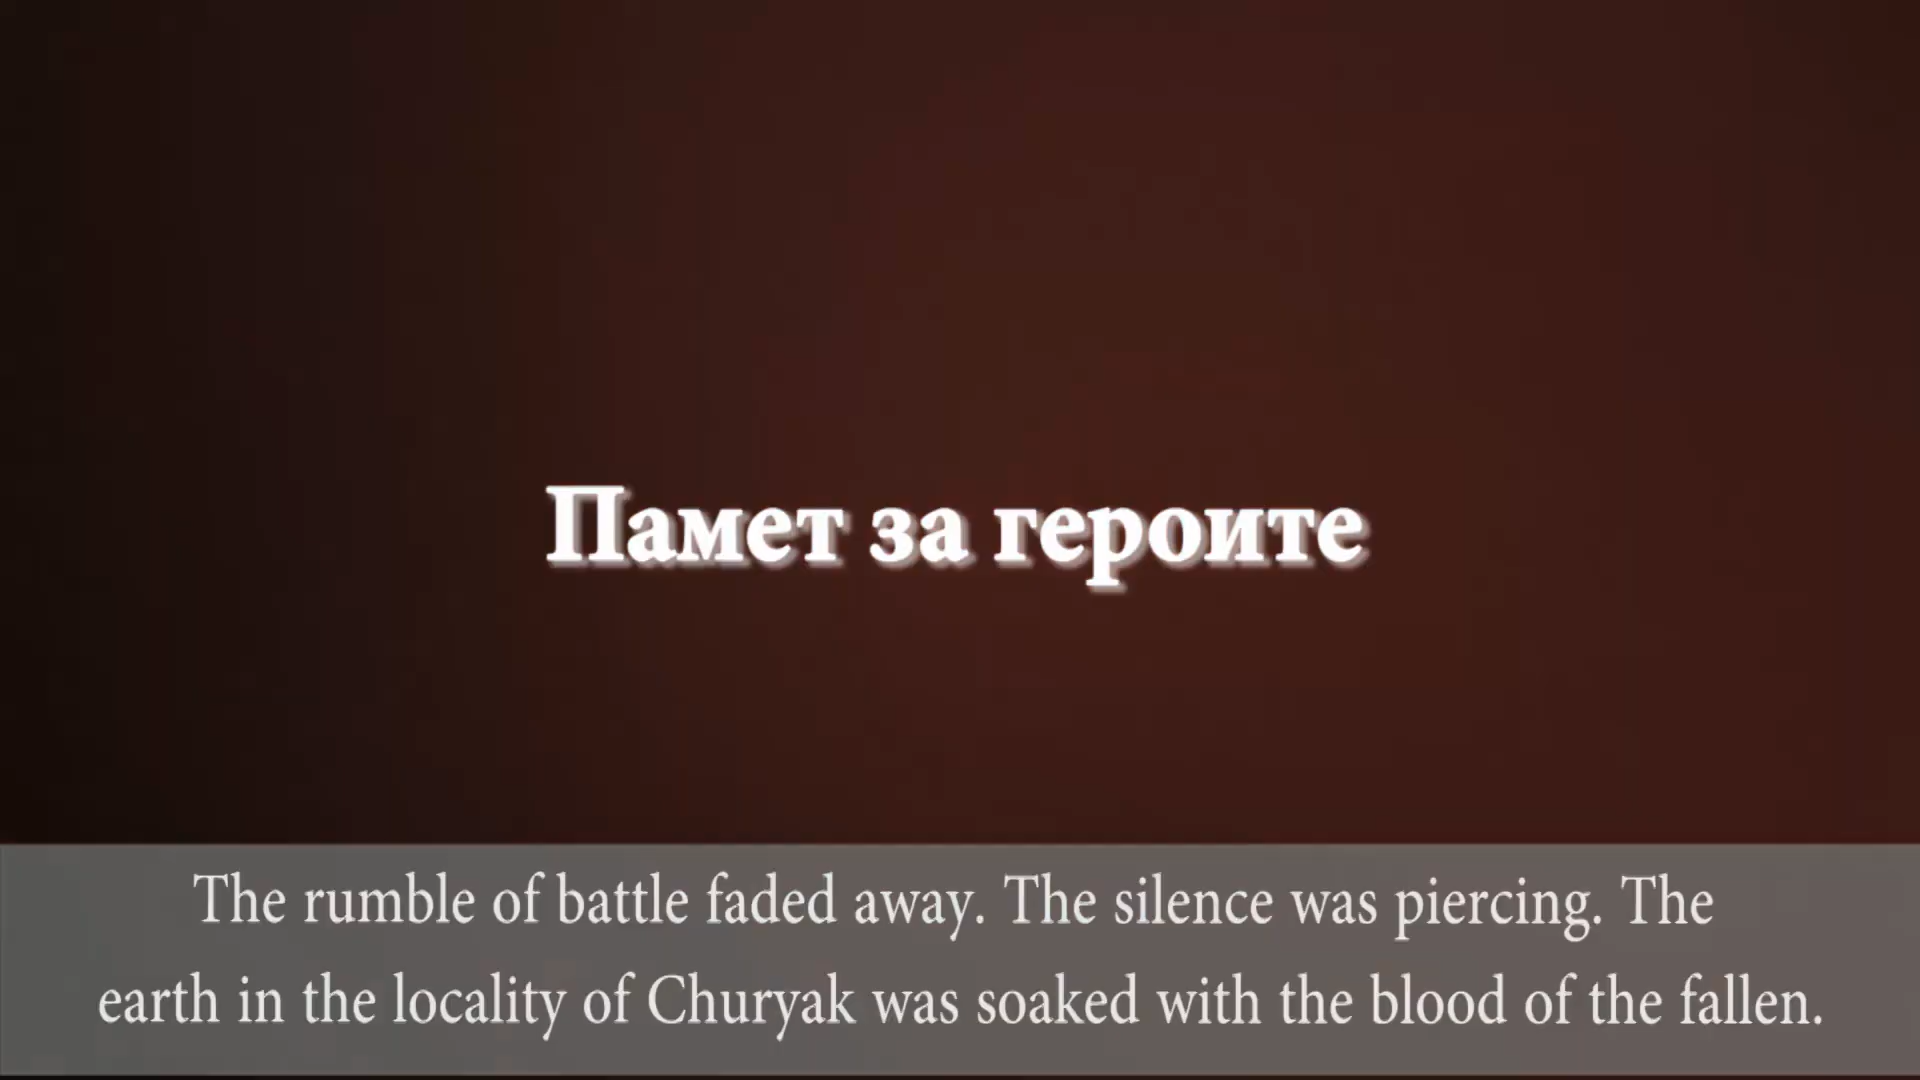 Памет за героите
The rumble of battle faded away. The silence was piercing. The
earth in the locality of Churyak was soaked with the blood of the fallen.